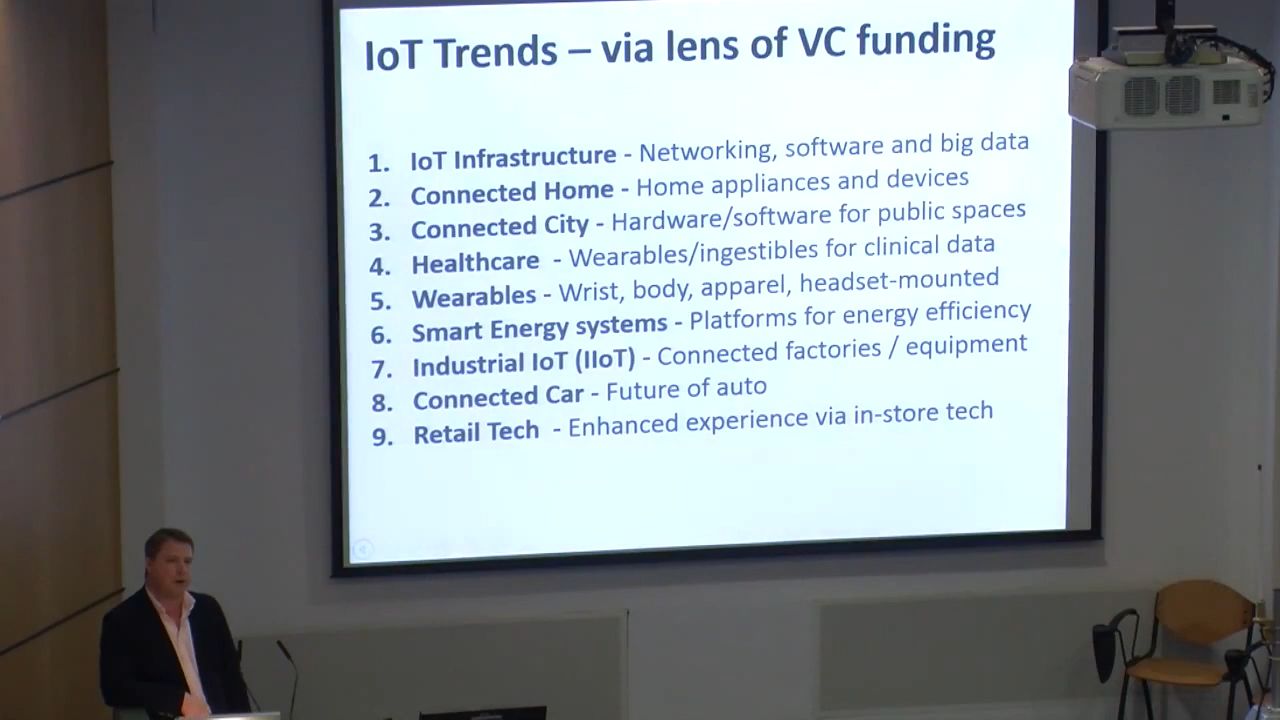 IoT Trends – via lens of VC funding
1. IoT Infrastructure - Networking, software and big data
2. Connected Home - Home appliances and devices
3. Connected City - Hardware/software for public spaces
4. Healthcare - Wearables/ingestibles for clinical data
5. Wearables - Wrist, body, apparel, headset-mounted
6. Smart Energy systems - Platforms for energy efficiency
7. Industrial IoT (IIoT) - Connected factories / equipment
8. Connected Car - Future of auto
9. Retail Tech - Enhanced experience via in-store tech